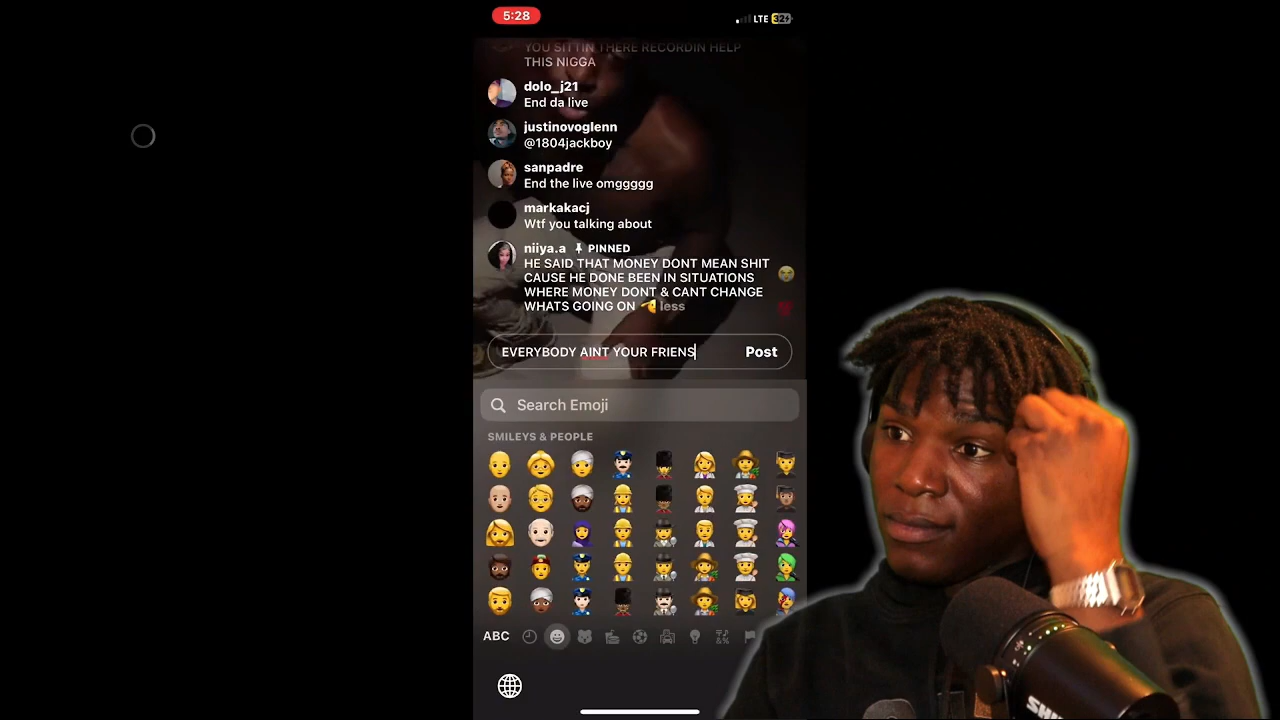 5:28
LTE 32
YOU SITTIN THERE RECORDIN HELP
THIS NIGGA
dolo_j21
End da live
justinovoglenn
@1804jackboy
sanpadre
End the live omggggg
markakacj
Wtf you talking about
niiya.a PINNED
HE SAID THAT MONEY DONT MEAN SHIT
CAUSE HE DONE BEEN IN SITUATIONS
WHERE MONEY DONT & CANT CHANGE
WHATS GOING ON 🫡 less
EVERYBODY AINT YOUR FRIENS
Post
Search Emoji
SMILEYS & PEOPLE
ABC